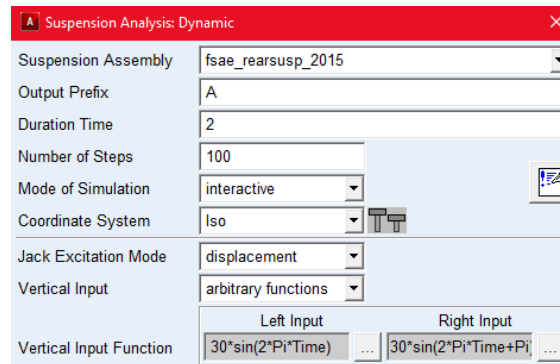 Suspension Analysis: Dynamic
Suspension Assembly fsae_rearsusp_2015
Output Prefix A
Duration Time 2
Number of Steps 100
Mode of Simulation interactive
Coordinate System Iso
Jack Excitation Mode displacement
Vertical Input arbitrary functions
Left Input Right Input
Vertical Input Function 30*sin(2*Pi*Time) ... 30*sin(2*Pi*Time+Pi ...